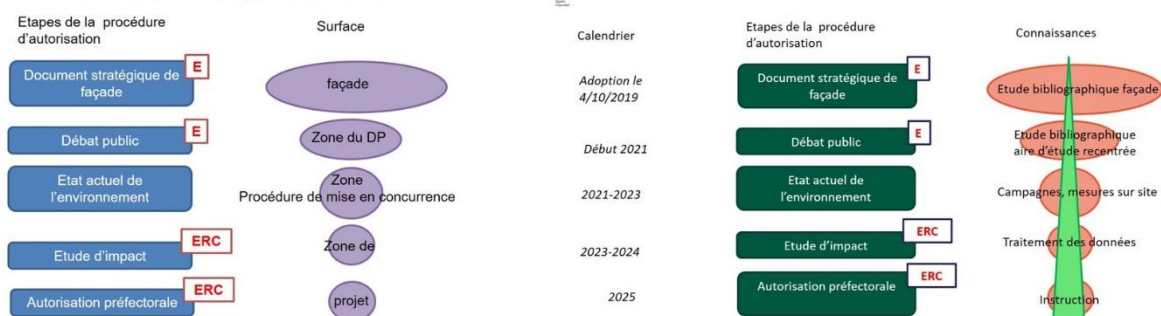 Etapes de la procédure
d'autorisation
Surface
Document stratégique de
façade
E
façade
Débat public
E
Zone du DP
Etat actuel de
l'environnement
Zone
Procédure de mise en concurrence
Etude d'impact
ERC
Zone de
Autorisation préfectorale
ERC
projet
Calendrier
Adoption le
4/10/2019
Début 2021
2021-2023
2023-2024
2025
Etapes de la procédure
d'autorisation
Connaissances
Document stratégique de
façade
E
Etude bibliographique façade
Débat public
E
Etude bibliographique
aire d'étude recentrée
Etat actuel de
l'environnement
Campagnes, mesures sur site
Etude d'impact
ERC
Traitement des données
Autorisation préfectorale
ERC
Instruction